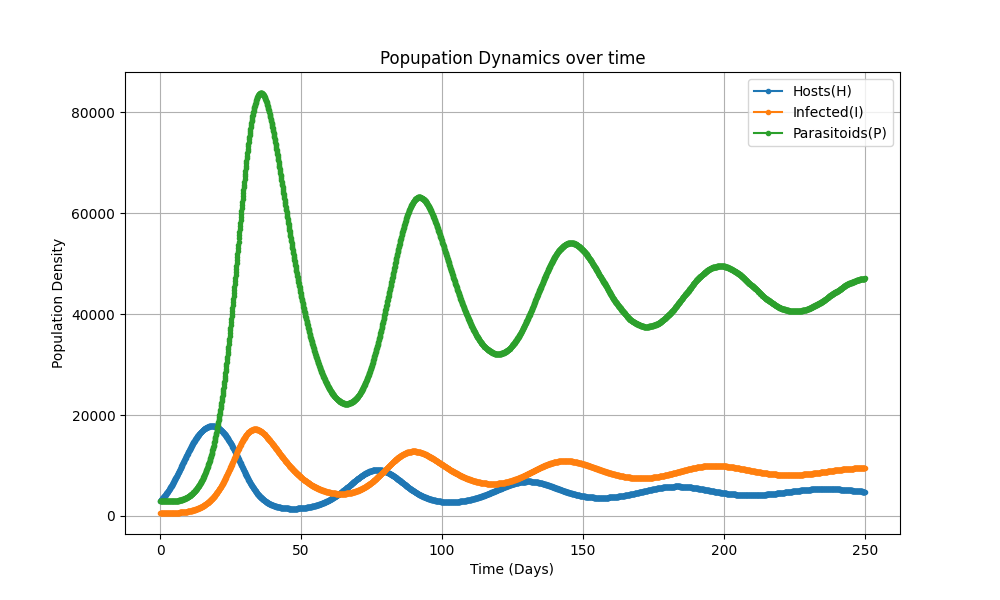 Popupation Dynamics over time
Hosts(H)
Infected(I)
Parasitoids(P)
Population Density
80000
60000
40000
20000
0
0 50 100 150 200 250
Time (Days)